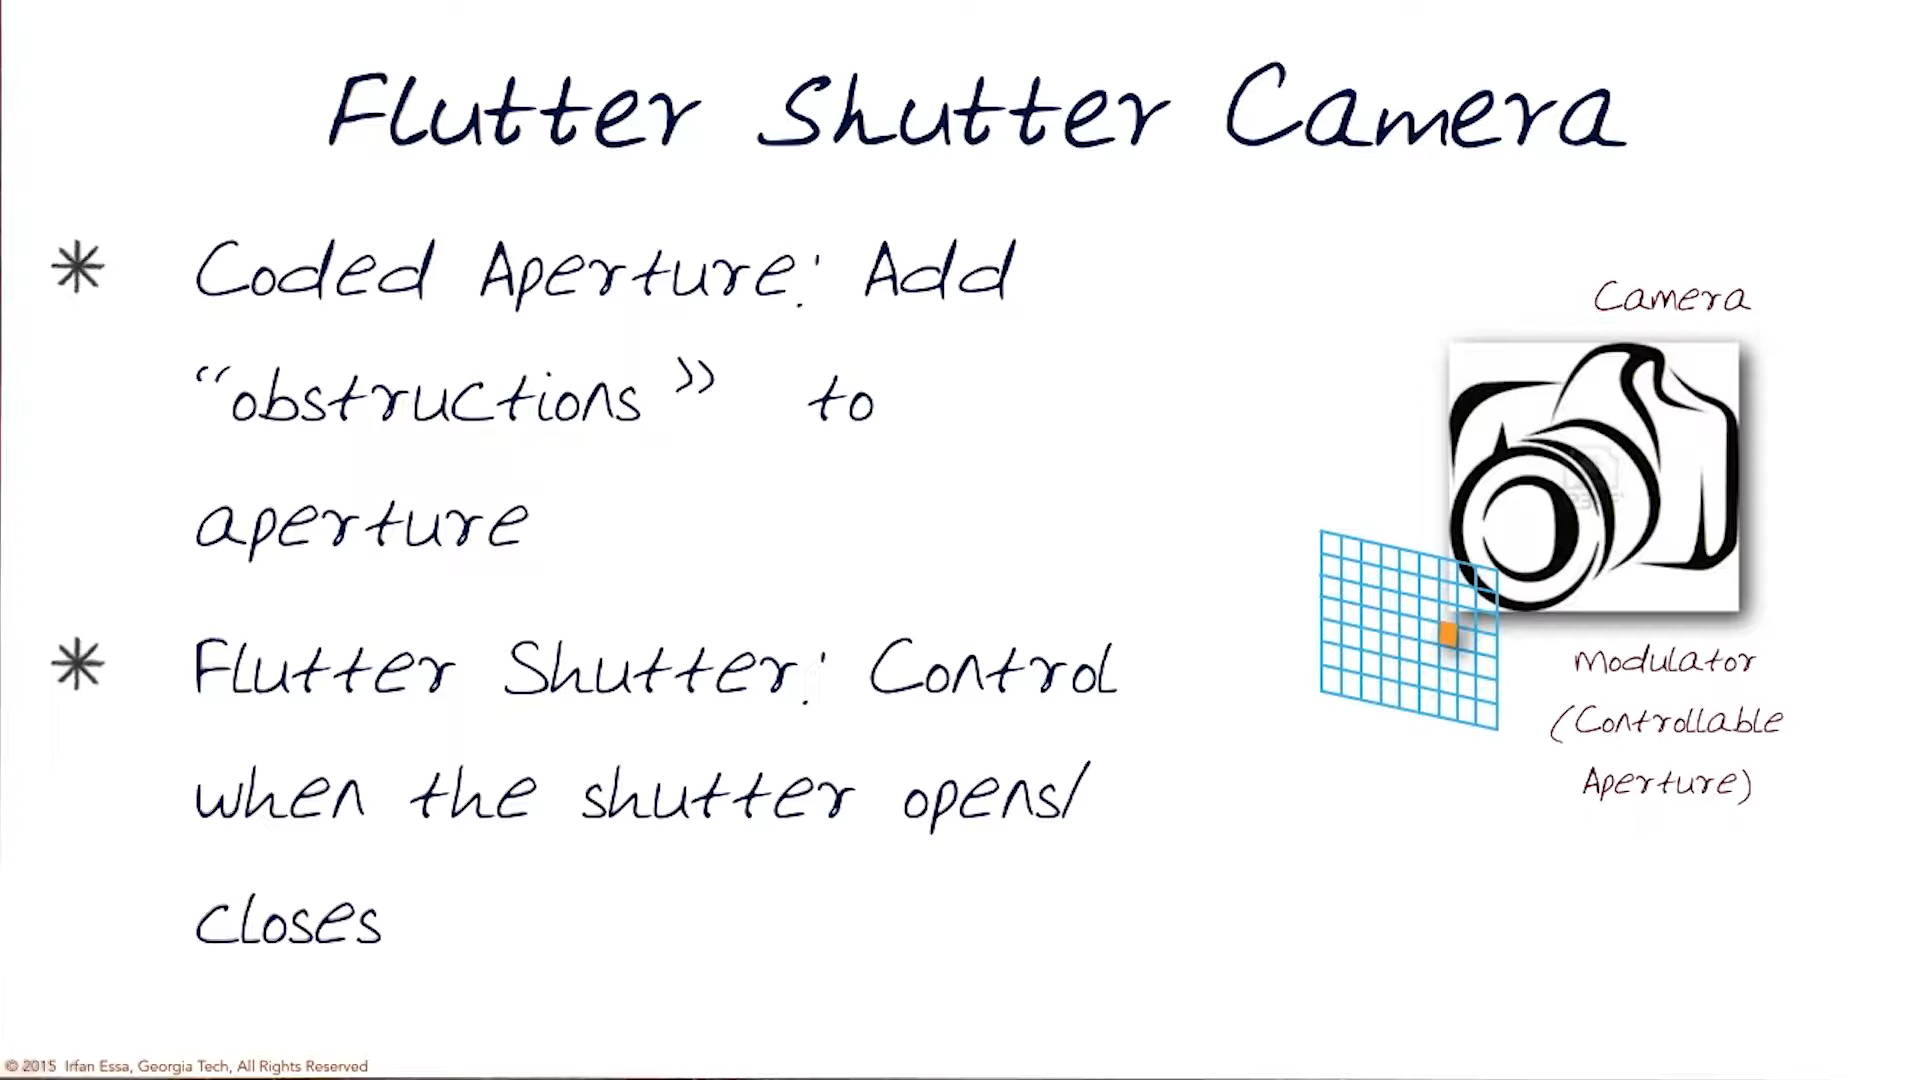 Flutter Shutter Camera
* Coded Aperture: Add
“obstructions” to
aperture
* Flutter Shutter: Control
when the shutter opens/
closes
Camera
Modulator
(Controllable
Aperture)
© 2015 Irfan Essa, Georgia Tech, All Rights Reserved